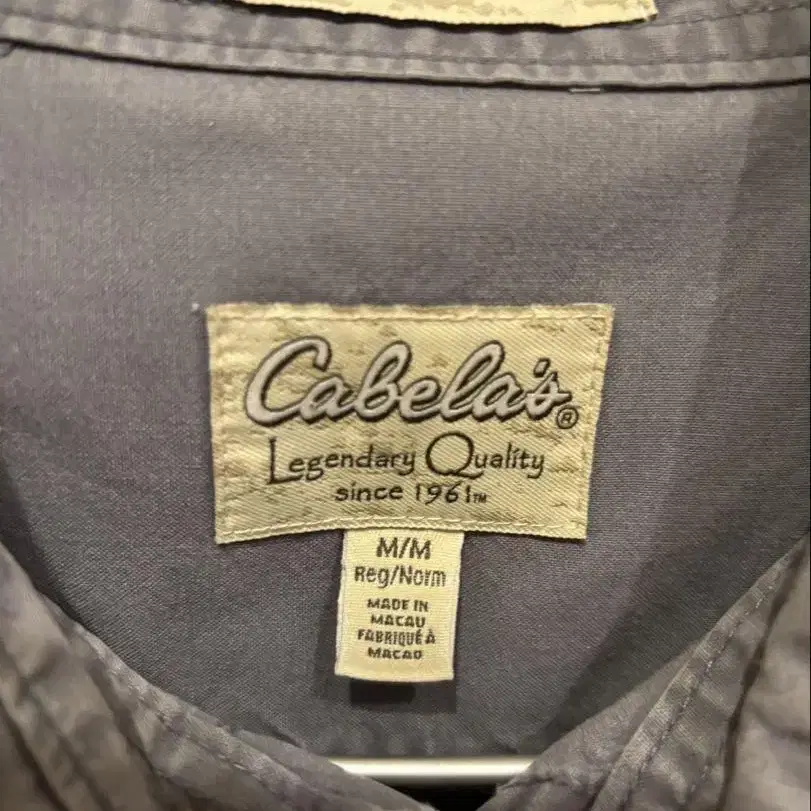 Cabela's®
Legendary Quality
since 1961™
M/M
Reg/Norm
MADE IN
MACAU
FABRIQUÉ À
MACAO